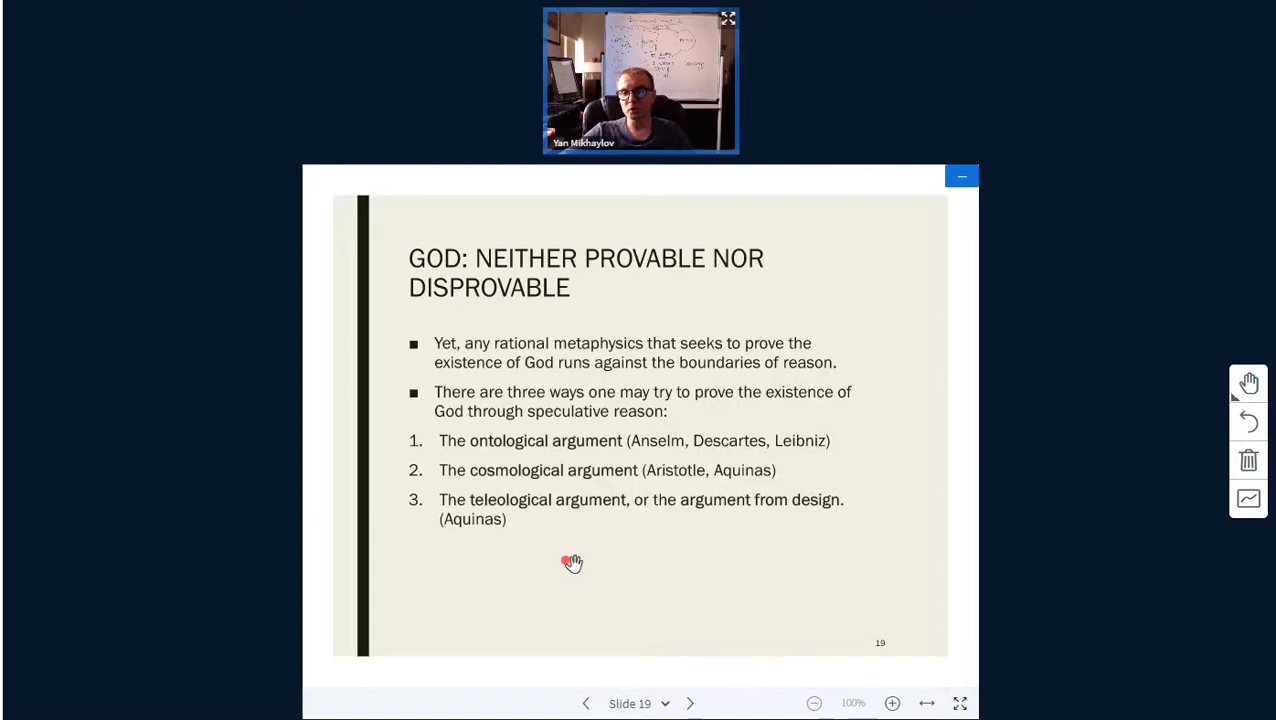 Yan Mikhaylov
GOD: NEITHER PROVABLE NOR
DISPROVABLE
■ Yet, any rational metaphysics that seeks to prove the
existence of God runs against the boundaries of reason.
■ There are three ways one may try to prove the existence of
God through speculative reason:
1. The ontological argument (Anselm, Descartes, Leibniz)
2. The cosmological argument (Aristotle, Aquinas)
3. The teleological argument, or the argument from design.
(Aquinas)
19
Slide 19
100%